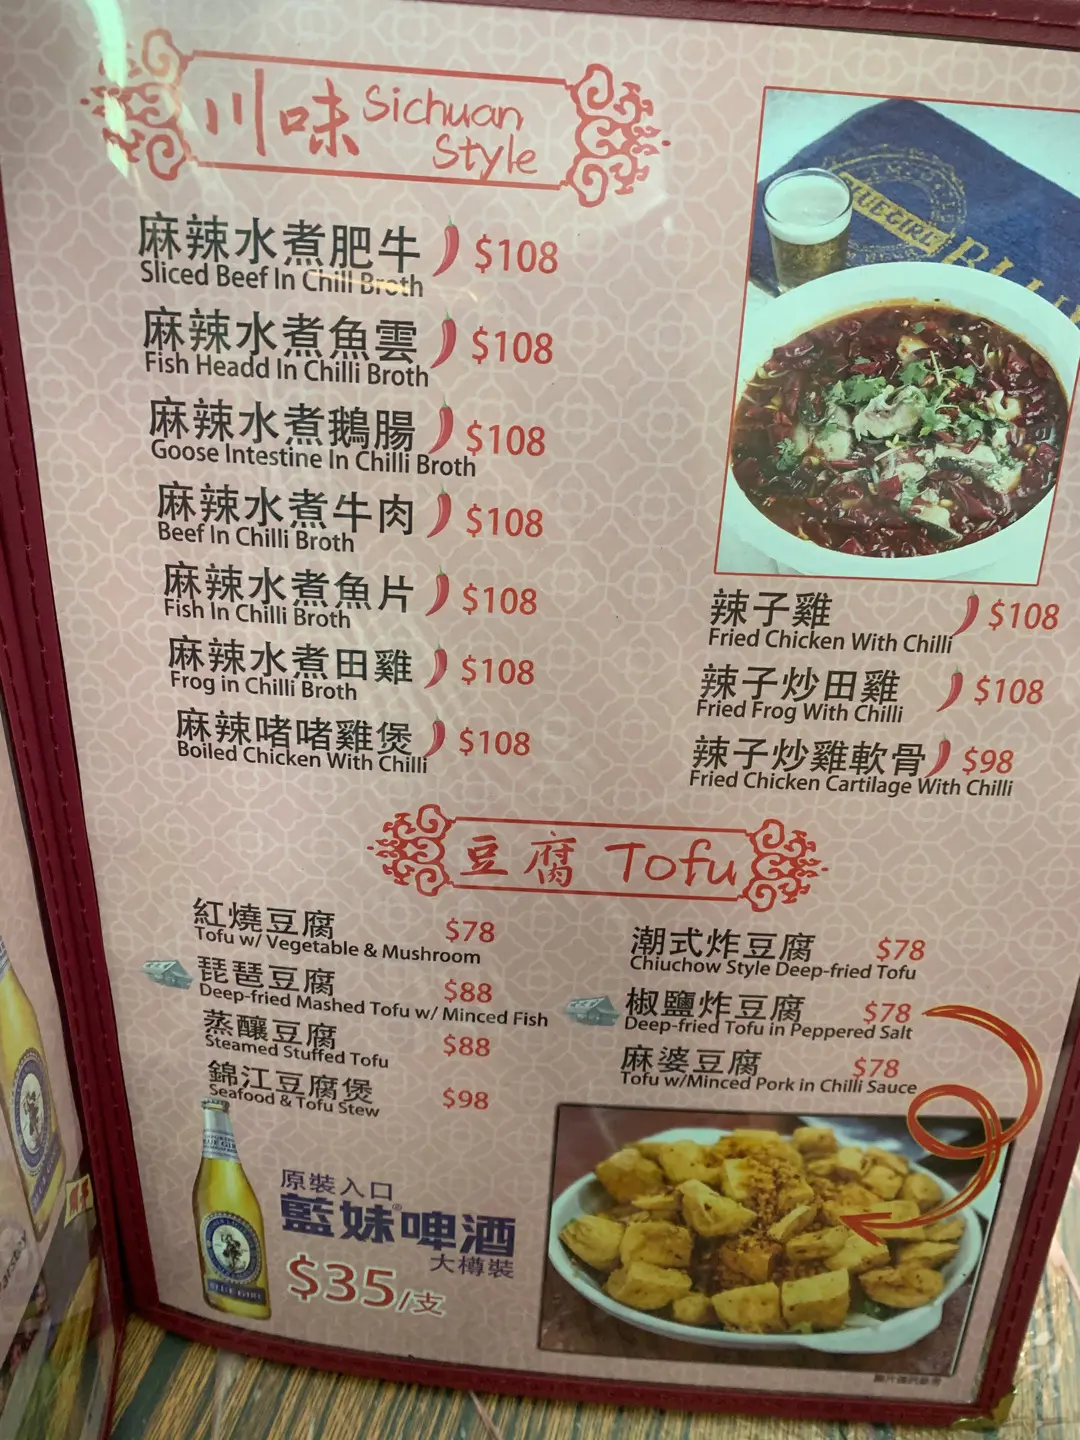 川味 Sichuan Style
麻辣水煮肥牛 $108
Sliced Beef In Chill Broth
麻辣水煮魚雲 $108
Fish Headd In Chilli Broth
麻辣水煮鵝腸 $108
Goose Intestine In Chilli Broth
麻辣水煮牛肉 $108
Beef In Chilli Broth
麻辣水煮魚片 $108
Fish In Chilli Broth
麻辣水煮田雞 $108
Frog in Chilli Broth
麻辣啫啫雞煲 $108
Boiled Chicken With Chilli
辣子雞 $108
Fried Chicken With Chilli
辣子炒田雞 $108
Fried Frog With Chilli
辣子炒雞軟骨 $98
Fried Chicken Cartilage With Chilli
豆腐 Tofu
紅燒豆腐 $78
Tofu w/ Vegetable & Mushroom
琵琶豆腐 $88
Deep-fried Mashed Tofu w/ Minced Fish
蒸釀豆腐 $88
Steamed Stuffed Tofu
錦江豆腐煲 $98
Seafood & Tofu Stew
潮式炸豆腐 $78
Chiuchow Style Deep-fried Tofu
椒鹽炸豆腐 $78
Deep-fried Tofu in Peppered Salt
麻婆豆腐 $78
Tofu w/Minced Pork in Chilli Sauce
原裝入口
藍妹®啤酒
大樽裝
$35/支
BLUE GIRL